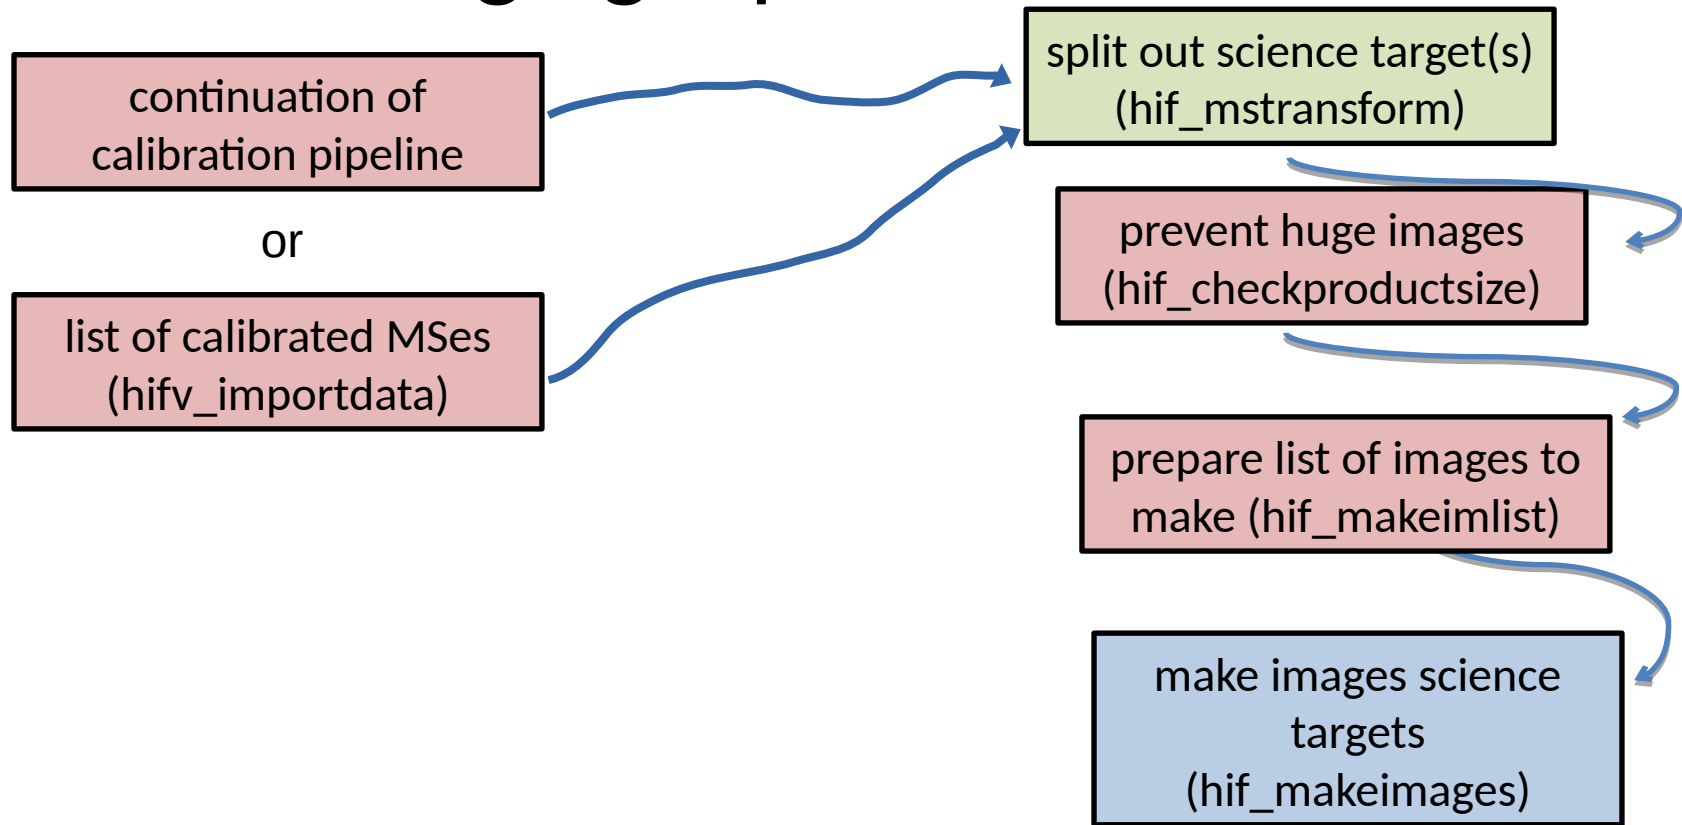 continuation of
calibration pipeline
or
list of calibrated MSes
(hifv_importdata)
split out science target(s)
(hif_mstransform)
prevent huge images
(hif_checkproductsize)
prepare list of images to
make (hif_makeimlist)
make images science
targets
(hif_makeimages)